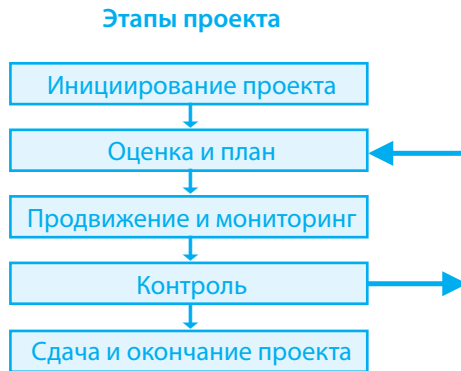 Этапы проекта
Инициирование проекта
Оценка и план
Продвижение и мониторинг
Контроль
Сдача и окончание проекта